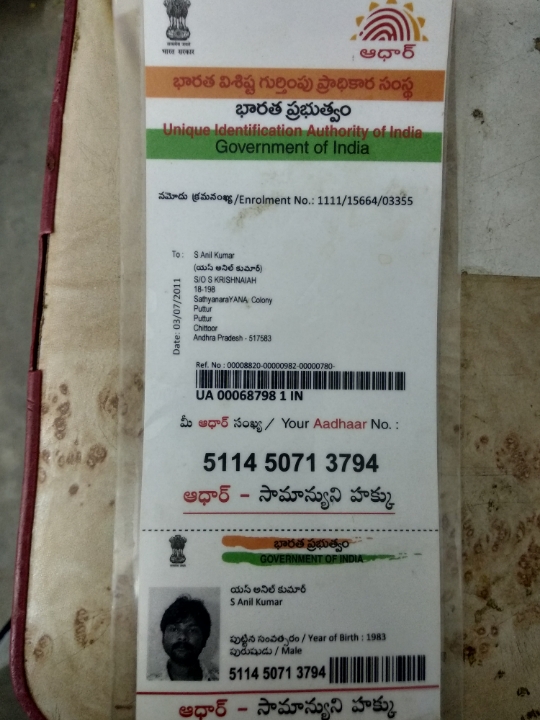 भारत सरकार
ఆధార్
భారత విశిష్ట గుర్తింపు ప్రాధికార సంస్థ
భారత ప్రభుత్వం
Unique Identification Authority of India
Government of India
నమోదు క్రమసంఖ్య/Enrolment No.: 1111/15664/03355
Date: 03/07/2011
To : S Anil Kumar
(యస్ అనిల్ కుమార్)
S/O S KRISHNAIAH
18-198
SathyanaraYANA, Colony
Puttur
Puttur
Chittoor
Andhra Pradesh - 517583
Ref. No : 00008820-00000982-00000780-
UA 00068798 1 IN
మీ ఆధార్ సంఖ్య / Your Aadhaar No. :
5114 5071 3794
ఆధార్ – సామాన్యుని హక్కు
భారత ప్రభుత్వం
GOVERNMENT OF INDIA
యస్ అనిల్ కుమార్
S Anil Kumar
పుట్టిన సంవత్సరం / Year of Birth : 1983
పురుషుడు / Male
5114 5071 3794
ఆధార్ – సామాన్యుని హక్కు